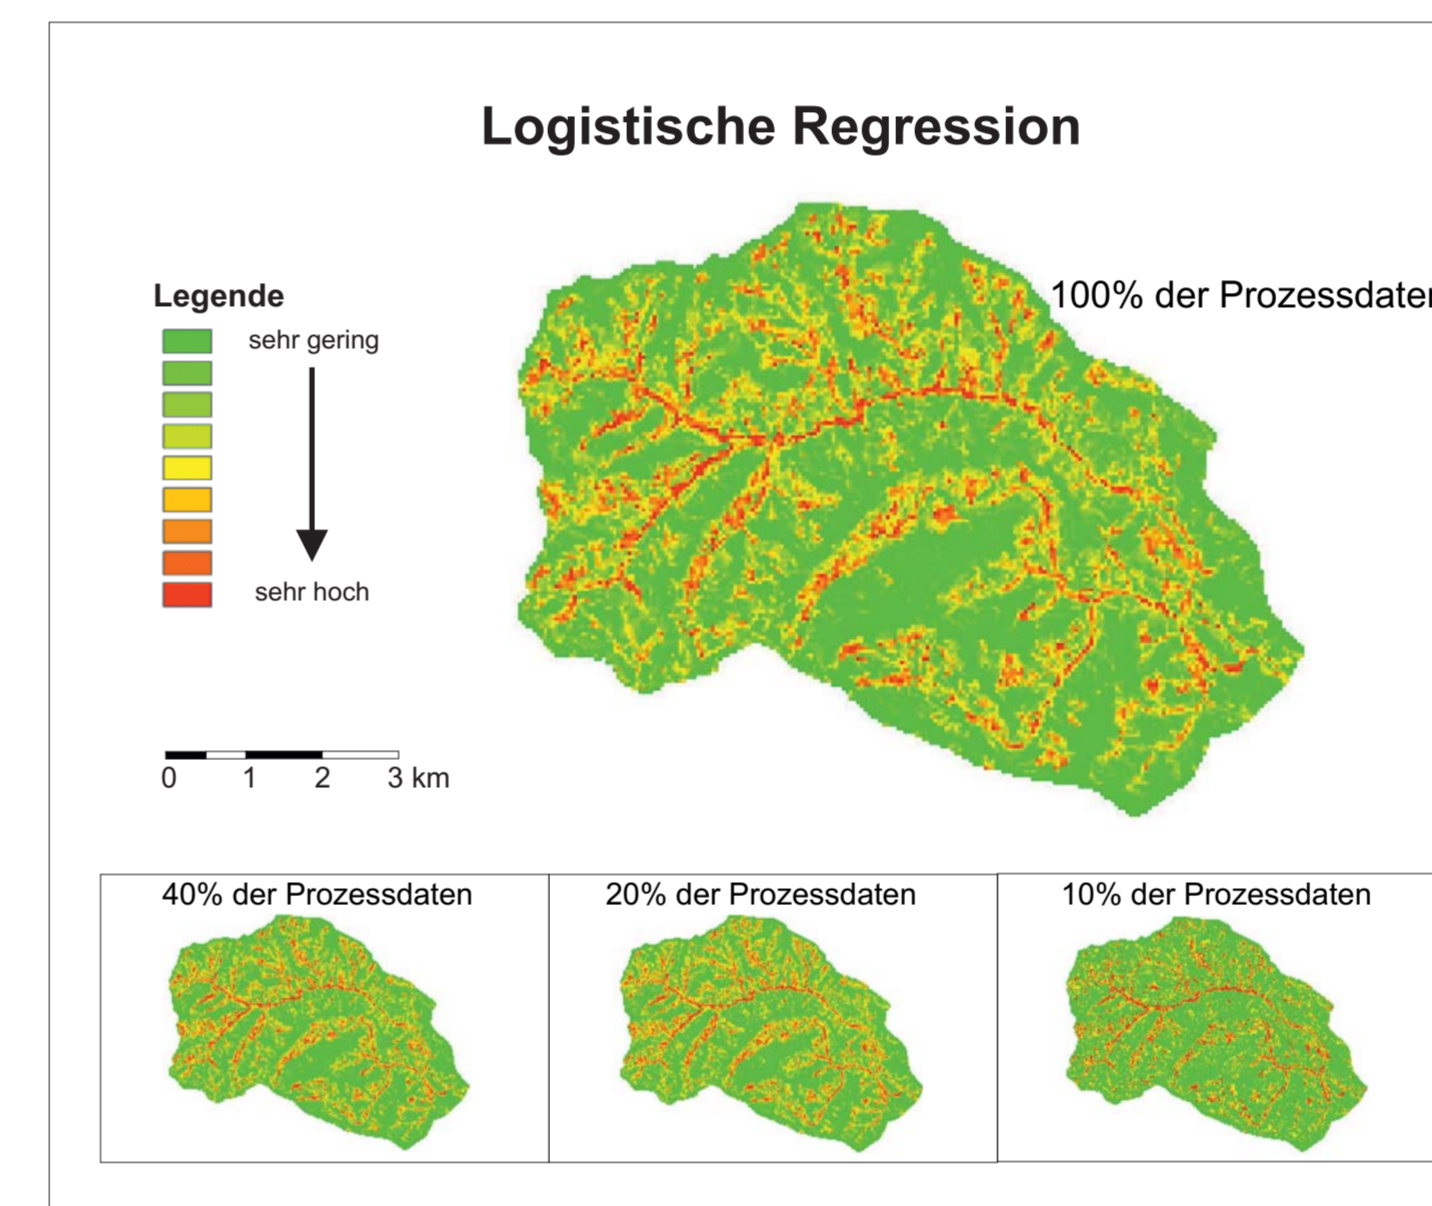 Logistische Regression
100% der Prozessdaten
Legende
sehr gering
sehr hoch
0 1 2 3 km
40% der Prozessdaten
20% der Prozessdaten
10% der Prozessdaten